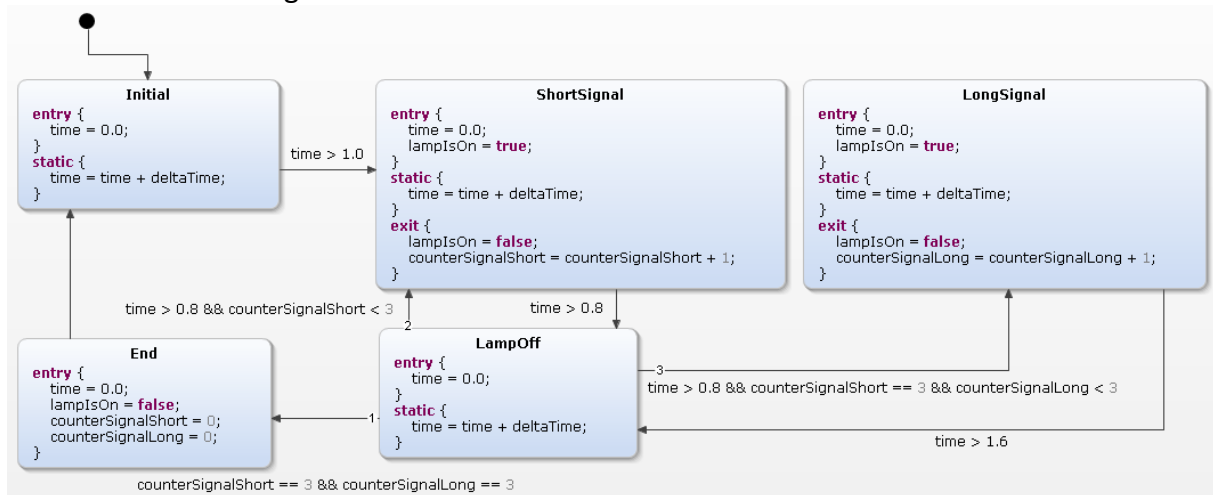 Initial
entry {
time = 0.0;
}
static {
time = time + deltaTime;
}
time > 1.0
ShortSignal
entry {
time = 0.0;
lampIsOn = true;
}
static {
time = time + deltaTime;
}
exit {
lampIsOn = false;
counterSignalShort = counterSignalShort + 1;
}
LongSignal
entry {
time = 0.0;
lampIsOn = true;
}
static {
time = time + deltaTime;
}
exit {
lampIsOn = false;
counterSignalLong = counterSignalLong + 1;
}
time > 0.8 && counterSignalShort < 3
2
time > 0.8
End
entry {
time = 0.0;
lampIsOn = false;
counterSignalShort = 0;
counterSignalLong = 0;
}
1
LampOff
entry {
time = 0.0;
}
static {
time = time + deltaTime;
}
3
time > 0.8 && counterSignalShort == 3 && counterSignalLong < 3
time > 1.6
counterSignalShort == 3 && counterSignalLong == 3